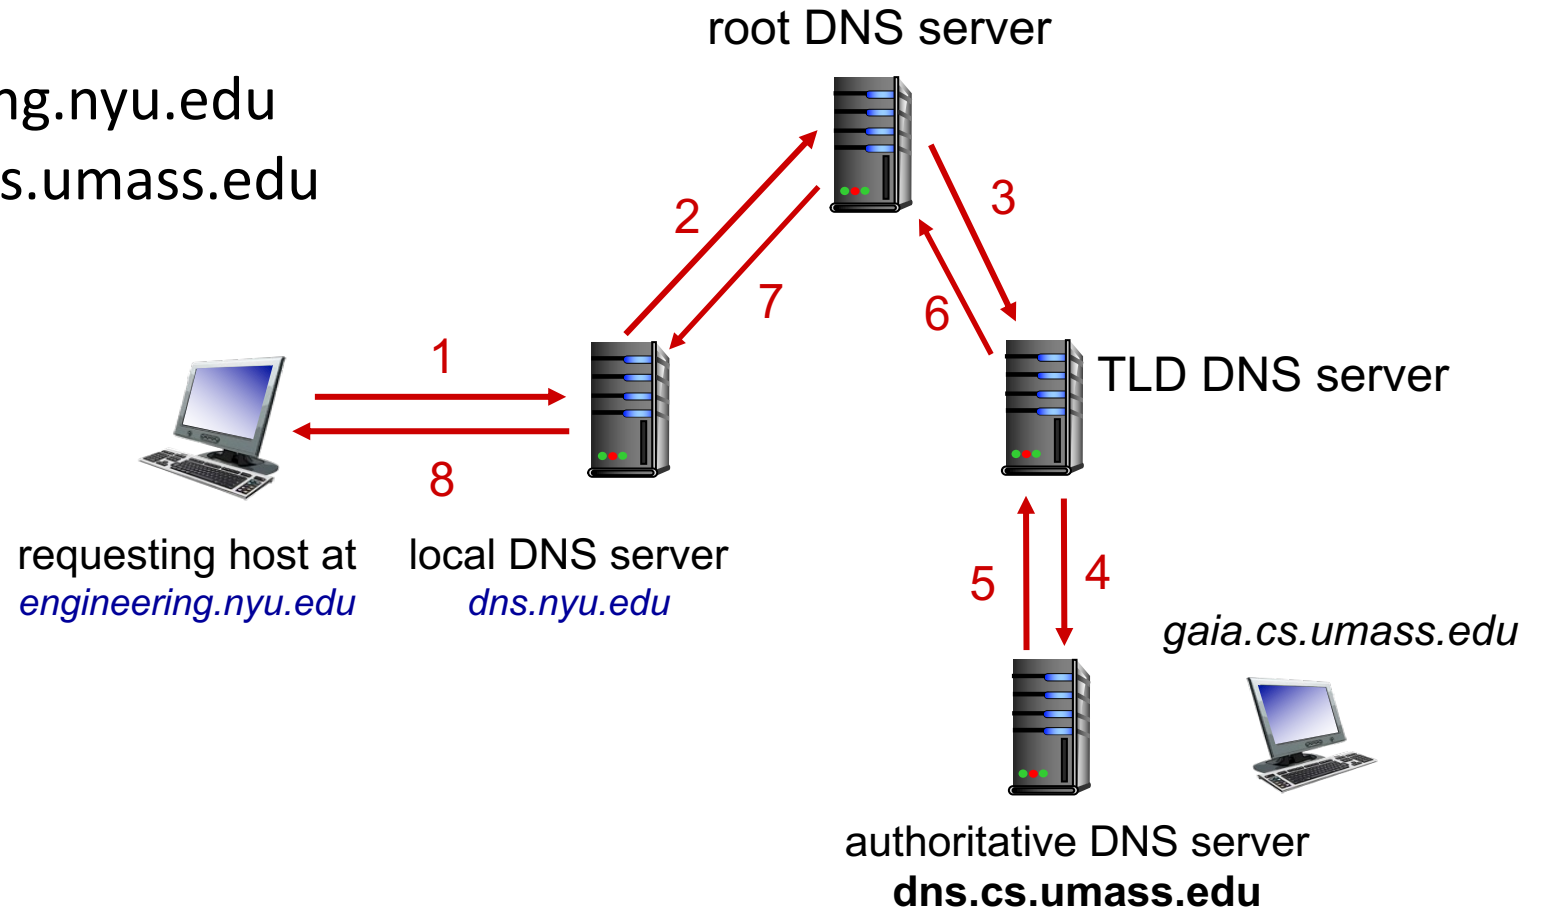 root DNS server
ng.nyu.edu
s.umass.edu
2
3
7
6
1
TLD DNS server
8
requesting host at
engineering.nyu.edu
local DNS server
dns.nyu.edu
5
4
gaia.cs.umass.edu
authoritative DNS server
dns.cs.umass.edu